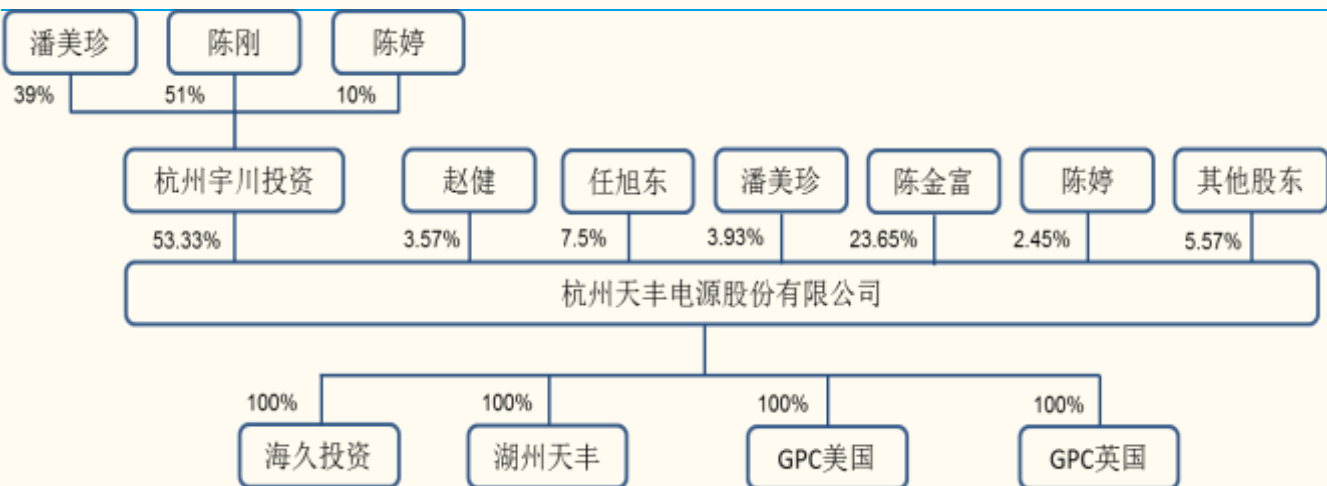 潘美珍 陈刚 陈婷
39% 51% 10%
杭州宇川投资 赵健 任旭东 潘美珍 陈金富 陈婷 其他股东
53.33% 3.57% 7.5% 3.93% 23.65% 2.45% 5.57%
杭州天丰电源股份有限公司
100% 100% 100% 100%
海久投资 湖州天丰 GPC美国 GPC英国